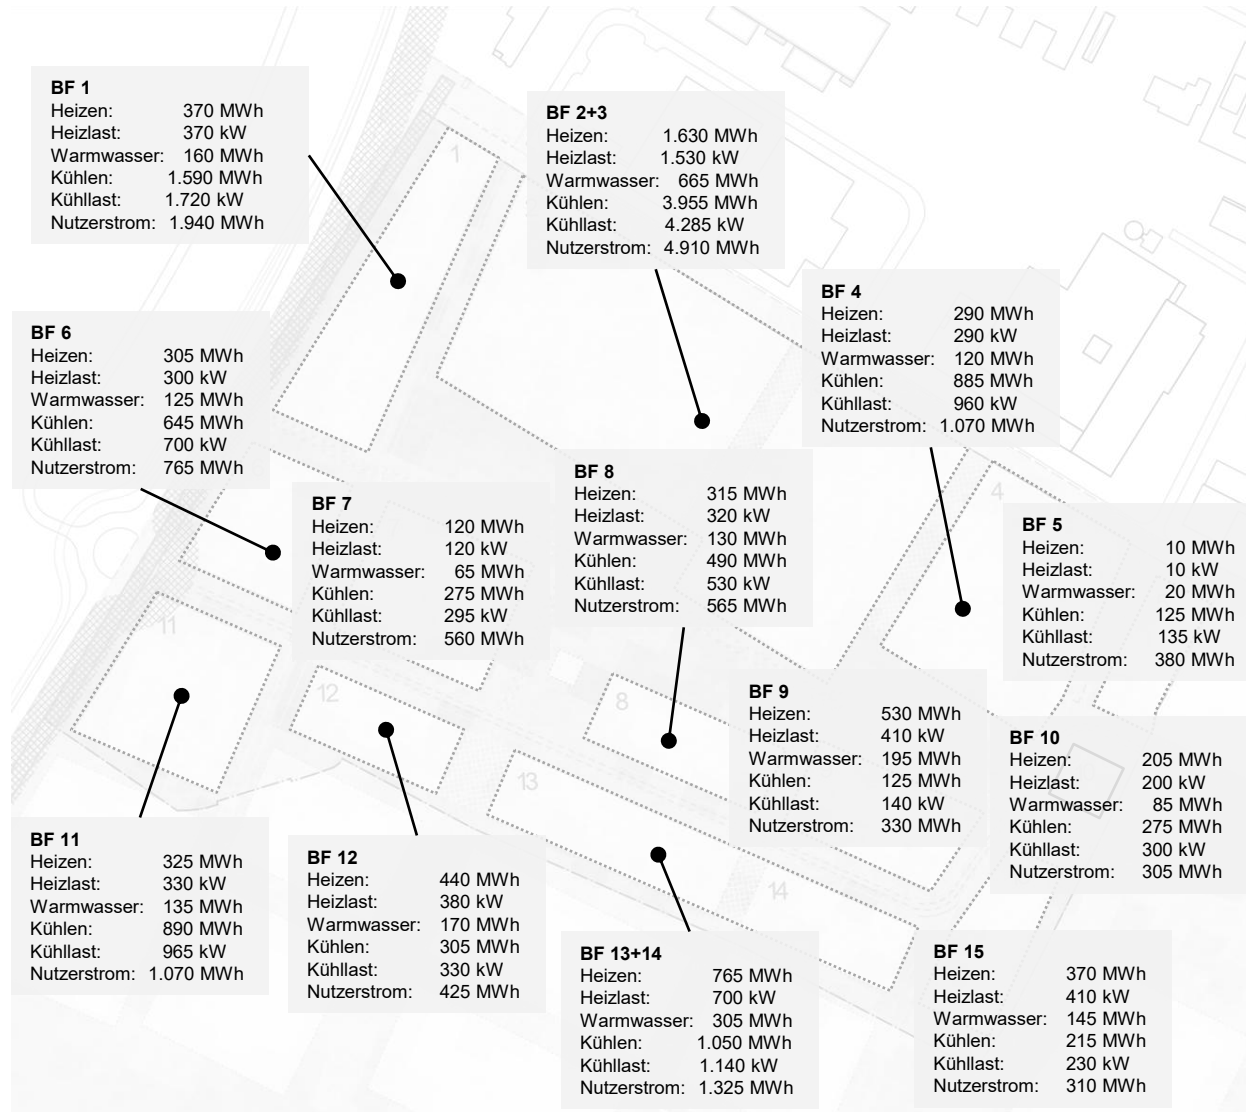 BF 1
Heizen: 370 MWh
Heizlast: 370 kW
Warmwasser: 160 MWh
Kühlen: 1.590 MWh
Kühllast: 1.720 kW
Nutzerstrom: 1.940 MWh
BF 2+3
Heizen: 1.630 MWh
Heizlast: 1.530 kW
Warmwasser: 665 MWh
Kühlen: 3.955 MWh
Kühllast: 4.285 kW
Nutzerstrom: 4.910 MWh
1
BF 4
Heizen: 290 MWh
Heizlast: 290 kW
Warmwasser: 120 MWh
Kühlen: 885 MWh
Kühllast: 960 kW
Nutzerstrom: 1.070 MWh
BF 6
Heizen: 305 MWh
Heizlast: 300 kW
Warmwasser: 125 MWh
Kühlen: 645 MWh
Kühllast: 700 kW
Nutzerstrom: 765 MWh
BF 7
Heizen: 120 MWh
Heizlast: 120 kW
Warmwasser: 65 MWh
Kühlen: 275 MWh
Kühllast: 295 kW
Nutzerstrom: 560 MWh
BF 8
Heizen: 315 MWh
Heizlast: 320 kW
Warmwasser: 130 MWh
Kühlen: 490 MWh
Kühllast: 530 kW
Nutzerstrom: 565 MWh
4
BF 5
Heizen: 10 MWh
Heizlast: 10 kW
Warmwasser: 20 MWh
Kühlen: 125 MWh
Kühllast: 135 kW
Nutzerstrom: 380 MWh
11
12
8
13
14
BF 9
Heizen: 530 MWh
Heizlast: 410 kW
Warmwasser: 195 MWh
Kühlen: 125 MWh
Kühllast: 140 kW
Nutzerstrom: 330 MWh
BF 10
Heizen: 205 MWh
Heizlast: 200 kW
Warmwasser: 85 MWh
Kühlen: 275 MWh
Kühllast: 300 kW
Nutzerstrom: 305 MWh
BF 11
Heizen: 325 MWh
Heizlast: 330 kW
Warmwasser: 135 MWh
Kühlen: 890 MWh
Kühllast: 965 kW
Nutzerstrom: 1.070 MWh
BF 12
Heizen: 440 MWh
Heizlast: 380 kW
Warmwasser: 170 MWh
Kühlen: 305 MWh
Kühllast: 330 kW
Nutzerstrom: 425 MWh
BF 13+14
Heizen: 765 MWh
Heizlast: 700 kW
Warmwasser: 305 MWh
Kühlen: 1.050 MWh
Kühllast: 1.140 kW
Nutzerstrom: 1.325 MWh
BF 15
Heizen: 370 MWh
Heizlast: 410 kW
Warmwasser: 145 MWh
Kühlen: 215 MWh
Kühllast: 230 kW
Nutzerstrom: 310 MWh